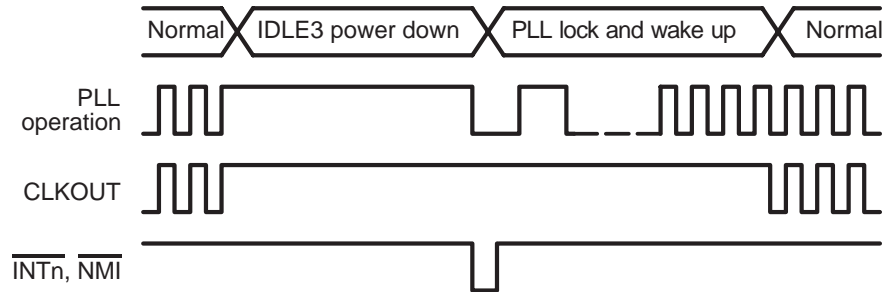 Normal IDLE3 power down PLL lock and wake up Normal
PLL
operation
CLKOUT
INTn, NMI